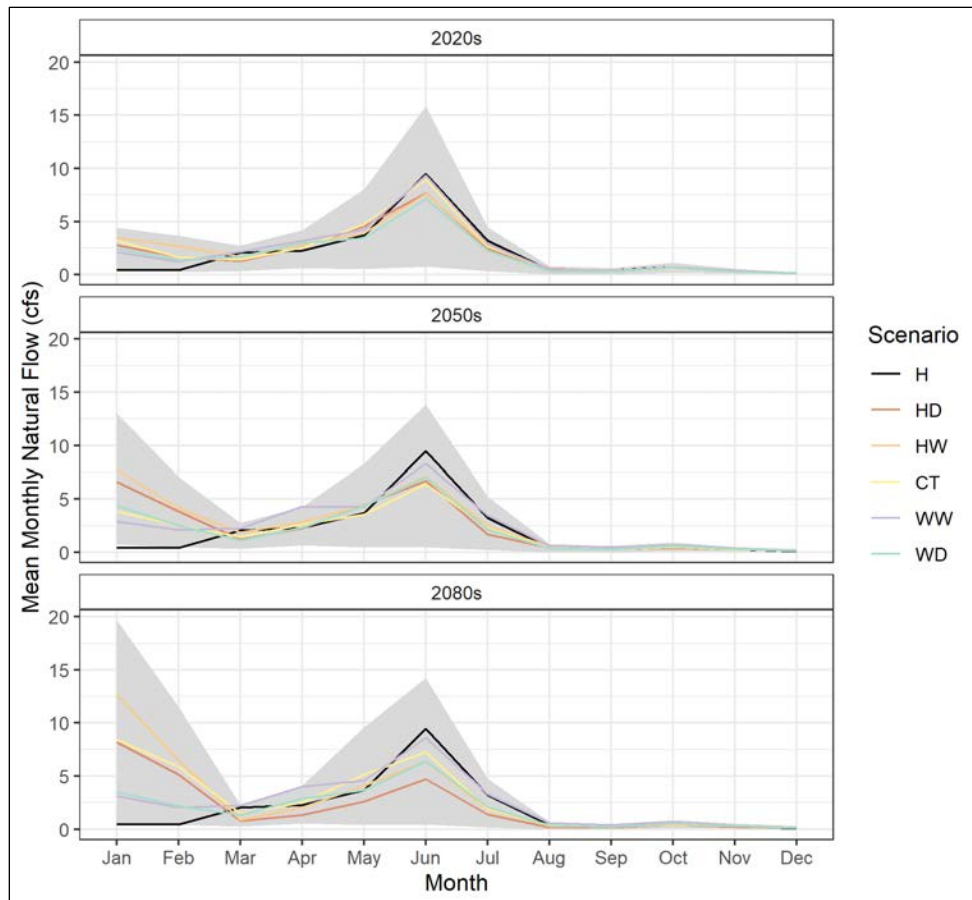 2020s
20
15
10
5
0
2050s
20
15
10
5
0
2080s
20
15
10
5
0
Jan Feb Mar Apr May Jun Jul Aug Sep Oct Nov Dec
Month
Mean Monthly Natural Flow (cfs)
Scenario
H
HD
HW
CT
WW
WD